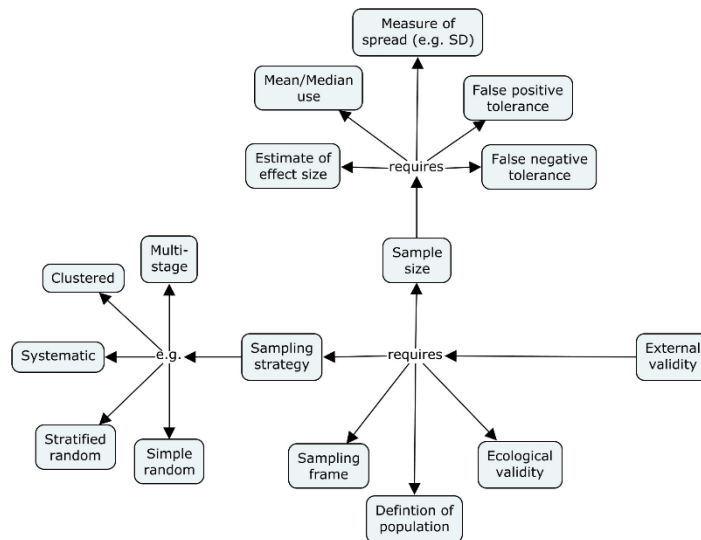 Measure of
spread (e.g. SD)
Mean/Median
use
False positive
tolerance
Estimate of
effect size
requires
False negative
tolerance
Multi-
stage
Sample
size
Clustered
Systematic
e.g.
Sampling
strategy
requires
External
validity
Stratified
random
Simple
random
Sampling
frame
Ecological
validity
Defintion of
population